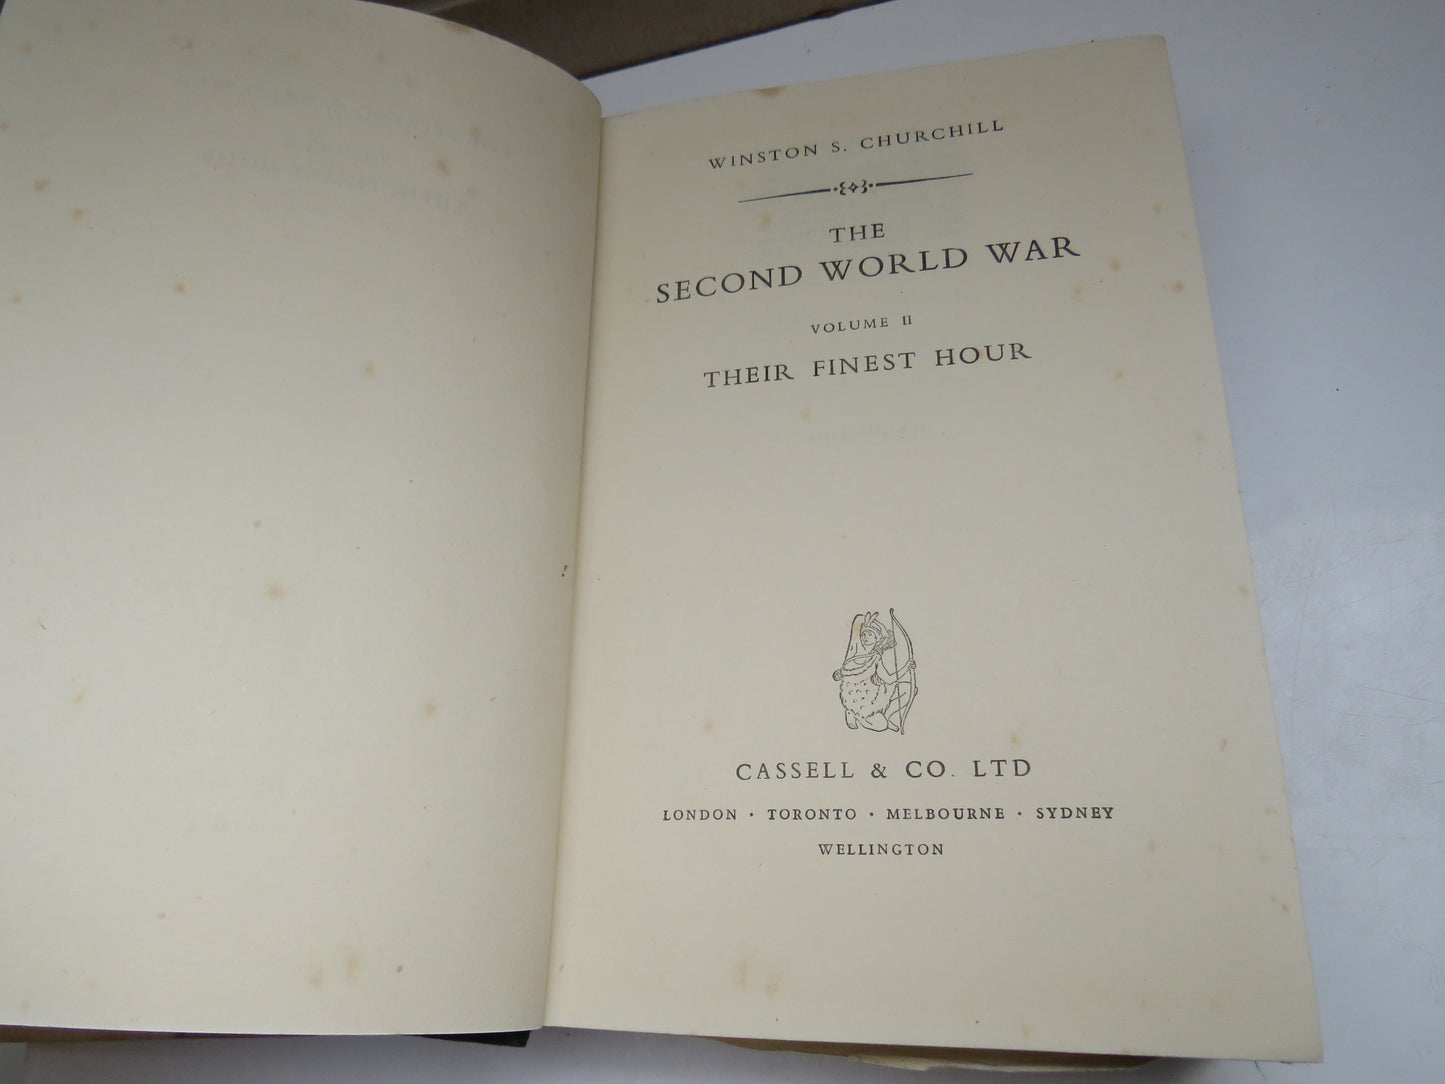 WINSTON S. CHURCHILL
THE
SECOND WORLD WAR
VOLUME II
THEIR FINEST HOUR
CASSELL & CO. LTD
LONDON · TORONTO · MELBOURNE · SYDNEY
WELLINGTON